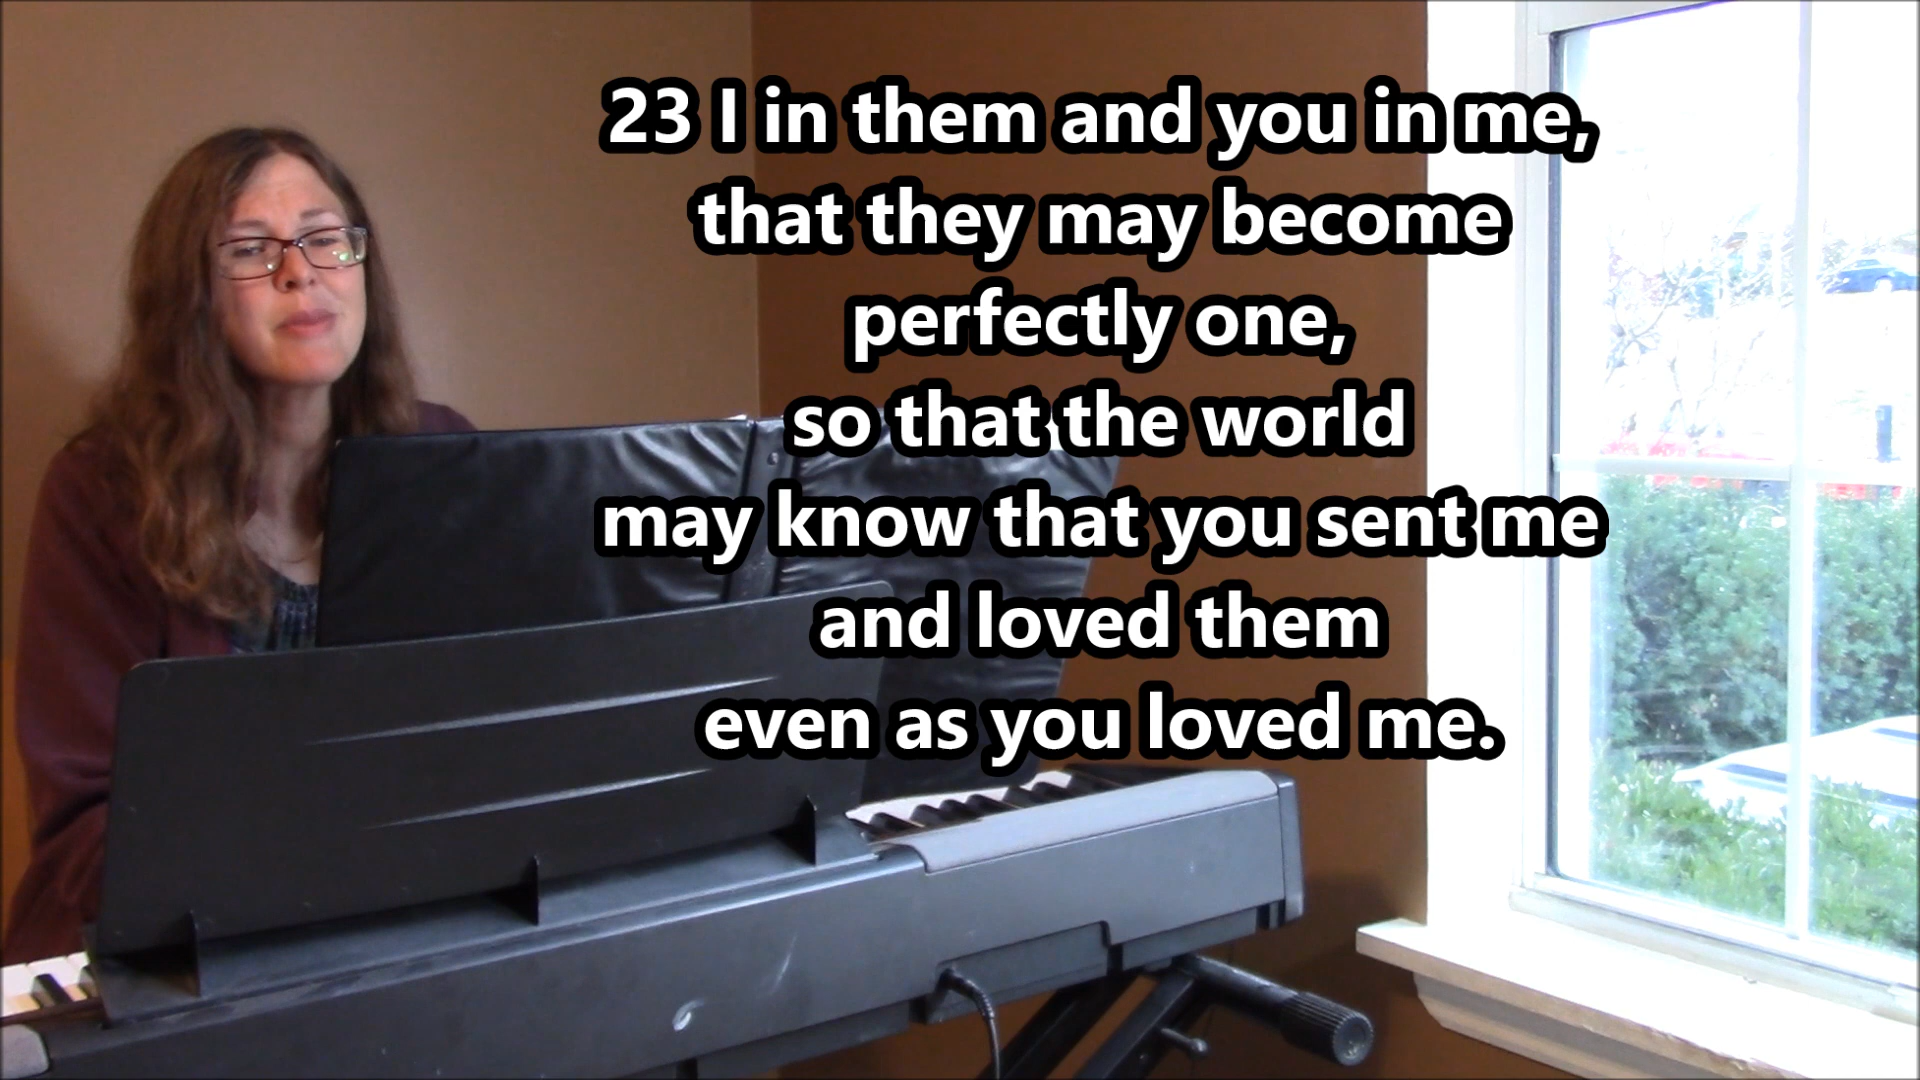 23 I in them and you in me,
that they may become
perfectly one,
so that the world
may know that you sent me
and loved them
even as you loved me.